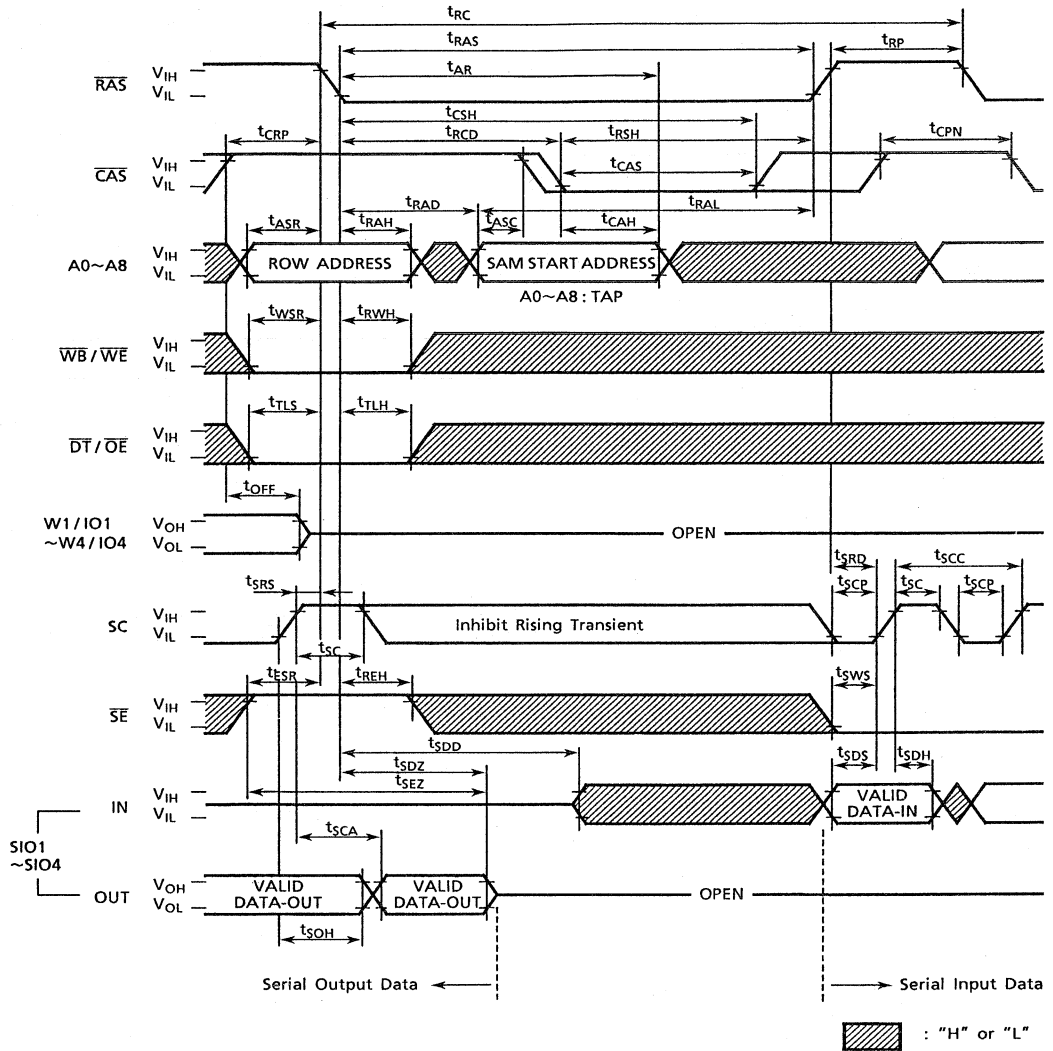 tRC
tRAS
tRP
tAR
RAS VIH
VIL
tCSH
tCRP tRCD tRSH tCPN
CAS VIH
VIL
tCAS
tRAD tRAL
tASR tRAH tASC tCAH
A0~A8 VIH
VIL
ROW ADDRESS SAM START ADDRESS
A0~A8 : TAP
tWSR tRWH
WB / WE VIH
VIL
tTLS tTLH
DT / OE VIH
VIL
tOFF
W1 / IO1
~W4 / IO4
VOH
VOL
OPEN
tSRD tSCC
tSRS tSCP tSC tSCP
SC VIH
VIL
Inhibit Rising Transient
tSC
tESR tREH tSWS
SE VIH
VIL
tSDD
tSDZ tSDS tSDH
tSEZ
IN VIH
VIL
VALID
DATA-IN
SIO1
~SIO4
tSCA
OUT VOH
VOL
VALID
DATA-OUT
VALID
DATA-OUT
OPEN
tSOH
Serial Output Data Serial Input Data
: "H" or "L"